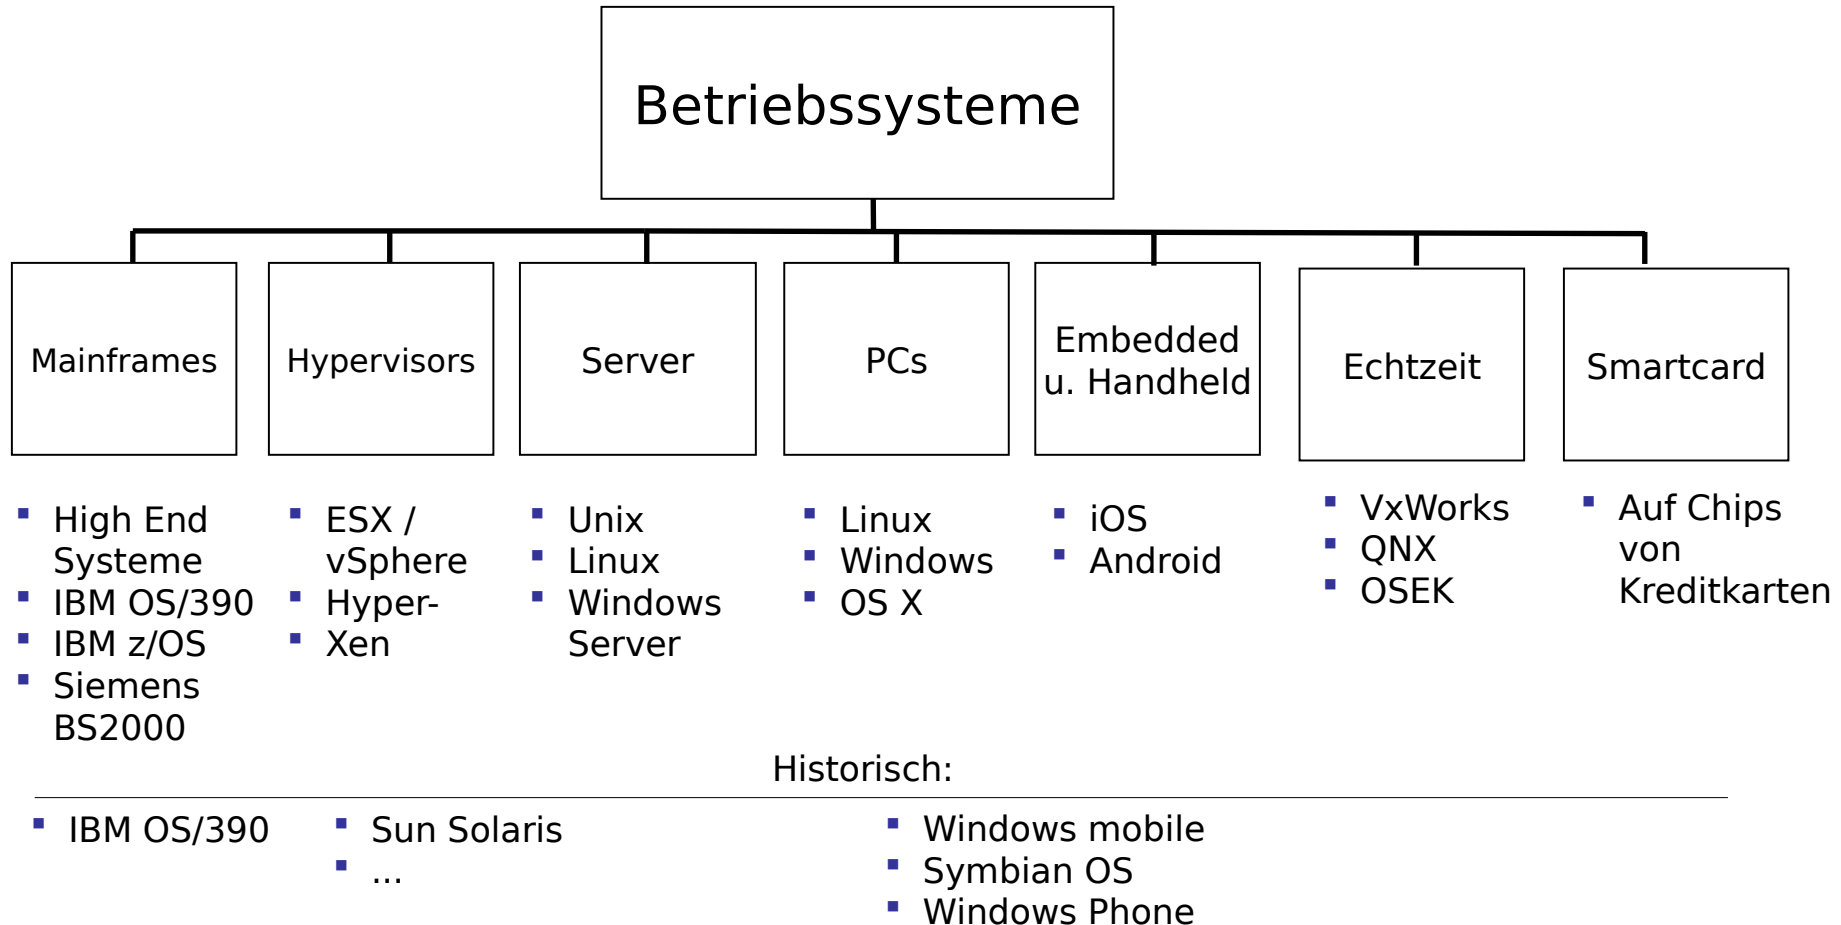 Betriebssysteme
Mainframes
Hypervisors
Server
PCs
Embedded
u. Handheld
Echtzeit
Smartcard
High End
Systeme
IBM OS/390
IBM z/OS
Siemens
BS2000
ESX /
vSphere
Hyper-
Xen
Unix
Linux
Windows
Server
Linux
Windows
OS X
iOS
Android
VxWorks
QNX
OSEK
Auf Chips
von
Kreditkarten
Historisch:
IBM OS/390
Sun Solaris
...
Windows mobile
Symbian OS
Windows Phone